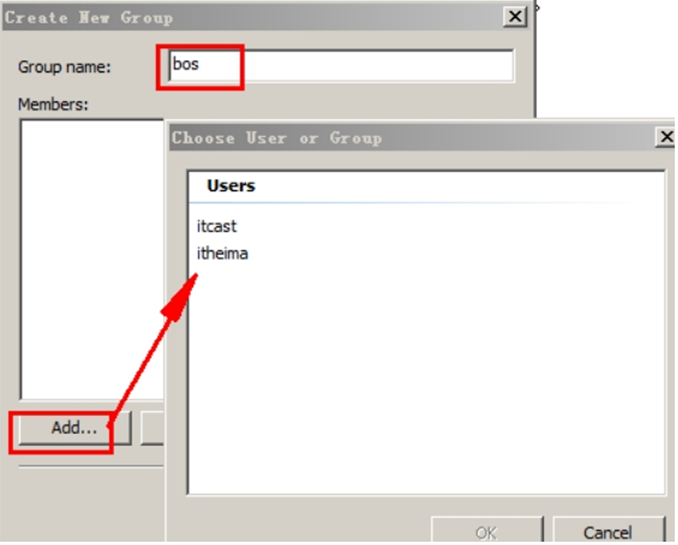 Create New Group
Group name:
bos
Members:
Choose User or Group
Users
itcast
itheima
Add...
OK
Cancel